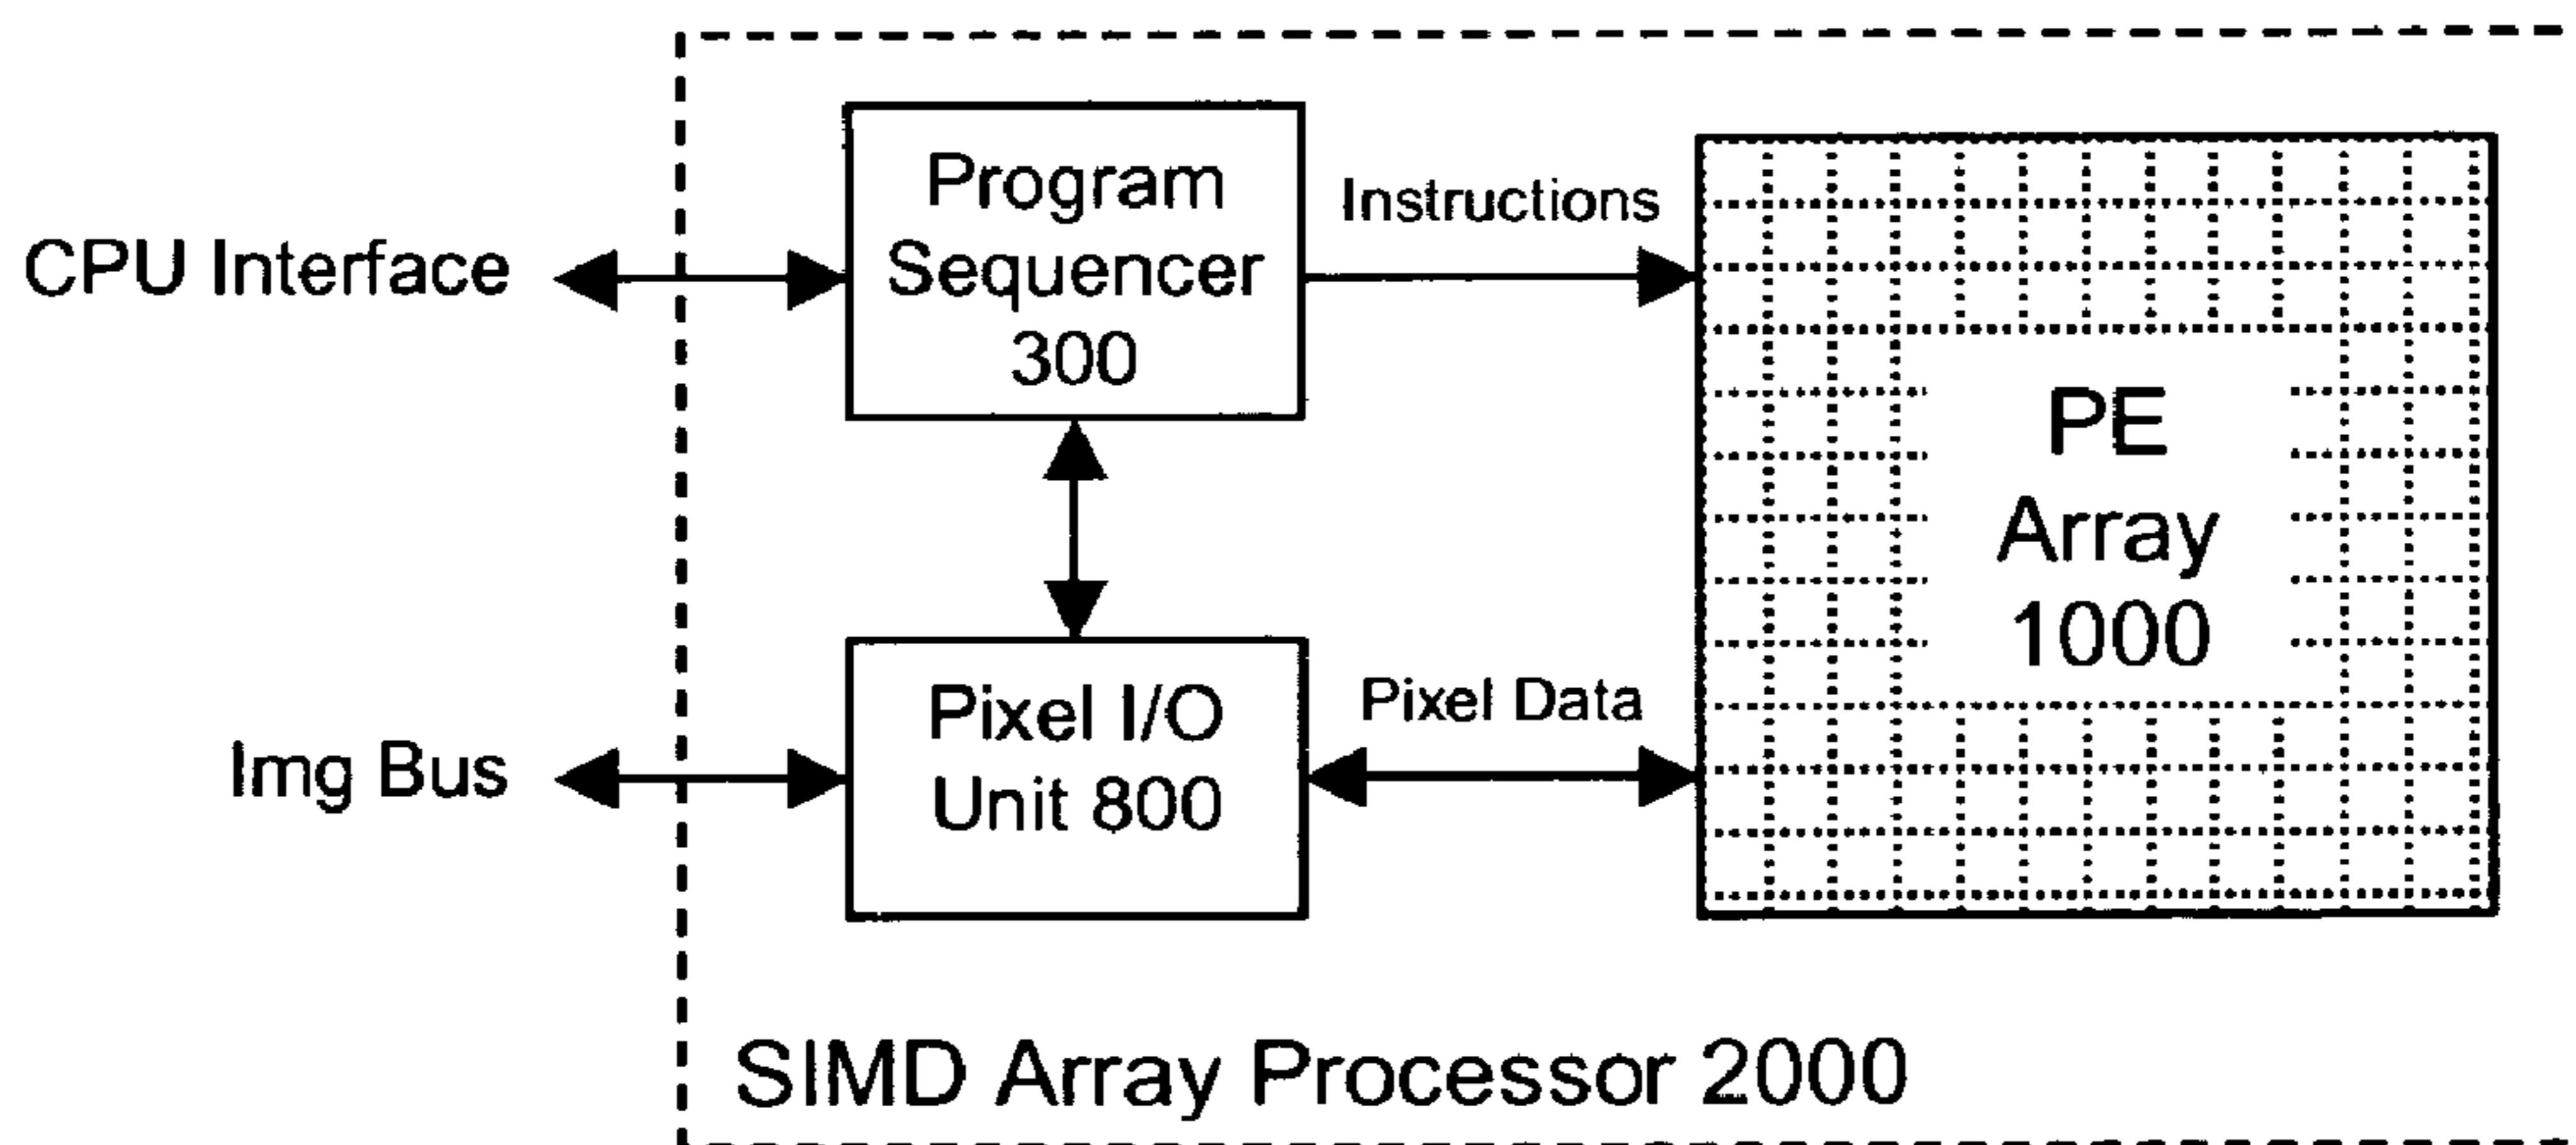 Program
Sequencer
300
Instructions
CPU Interface
PE
Array
1000
Pixel I/O
Unit 800
Pixel Data
Img Bus
SIMD Array Processor 2000